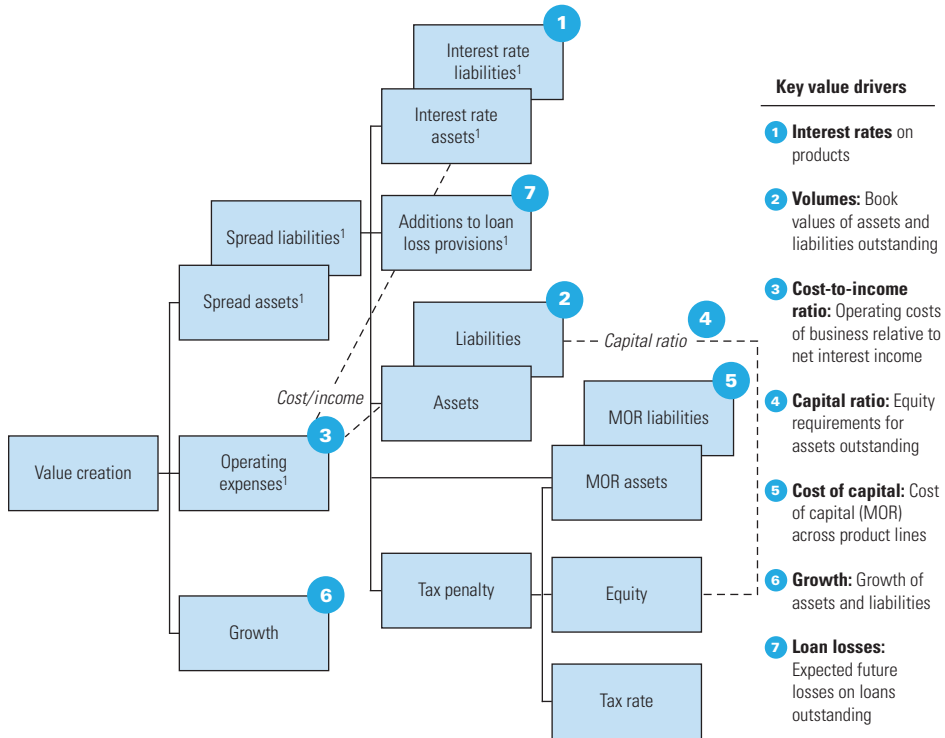 1
Interest rate
liabilities¹
Interest rate
assets¹
7
Additions to loan
loss provisions¹
Spread liabilities¹
Spread assets¹
2
Liabilities
Capital ratio
4
Cost/income
Assets
5
MOR liabilities
3
Value creation
Operating
expenses¹
MOR assets
6
Growth
Tax penalty
Equity
Tax rate
Key value drivers
1 Interest rates on
products
2 Volumes: Book
values of assets and
liabilities outstanding
3 Cost-to-income
ratio: Operating costs
of business relative to
net interest income
4 Capital ratio: Equity
requirements for
assets outstanding
5 Cost of capital: Cost
of capital (MOR)
across product lines
6 Growth: Growth of
assets and liabilities
7 Loan losses:
Expected future
losses on loans
outstanding